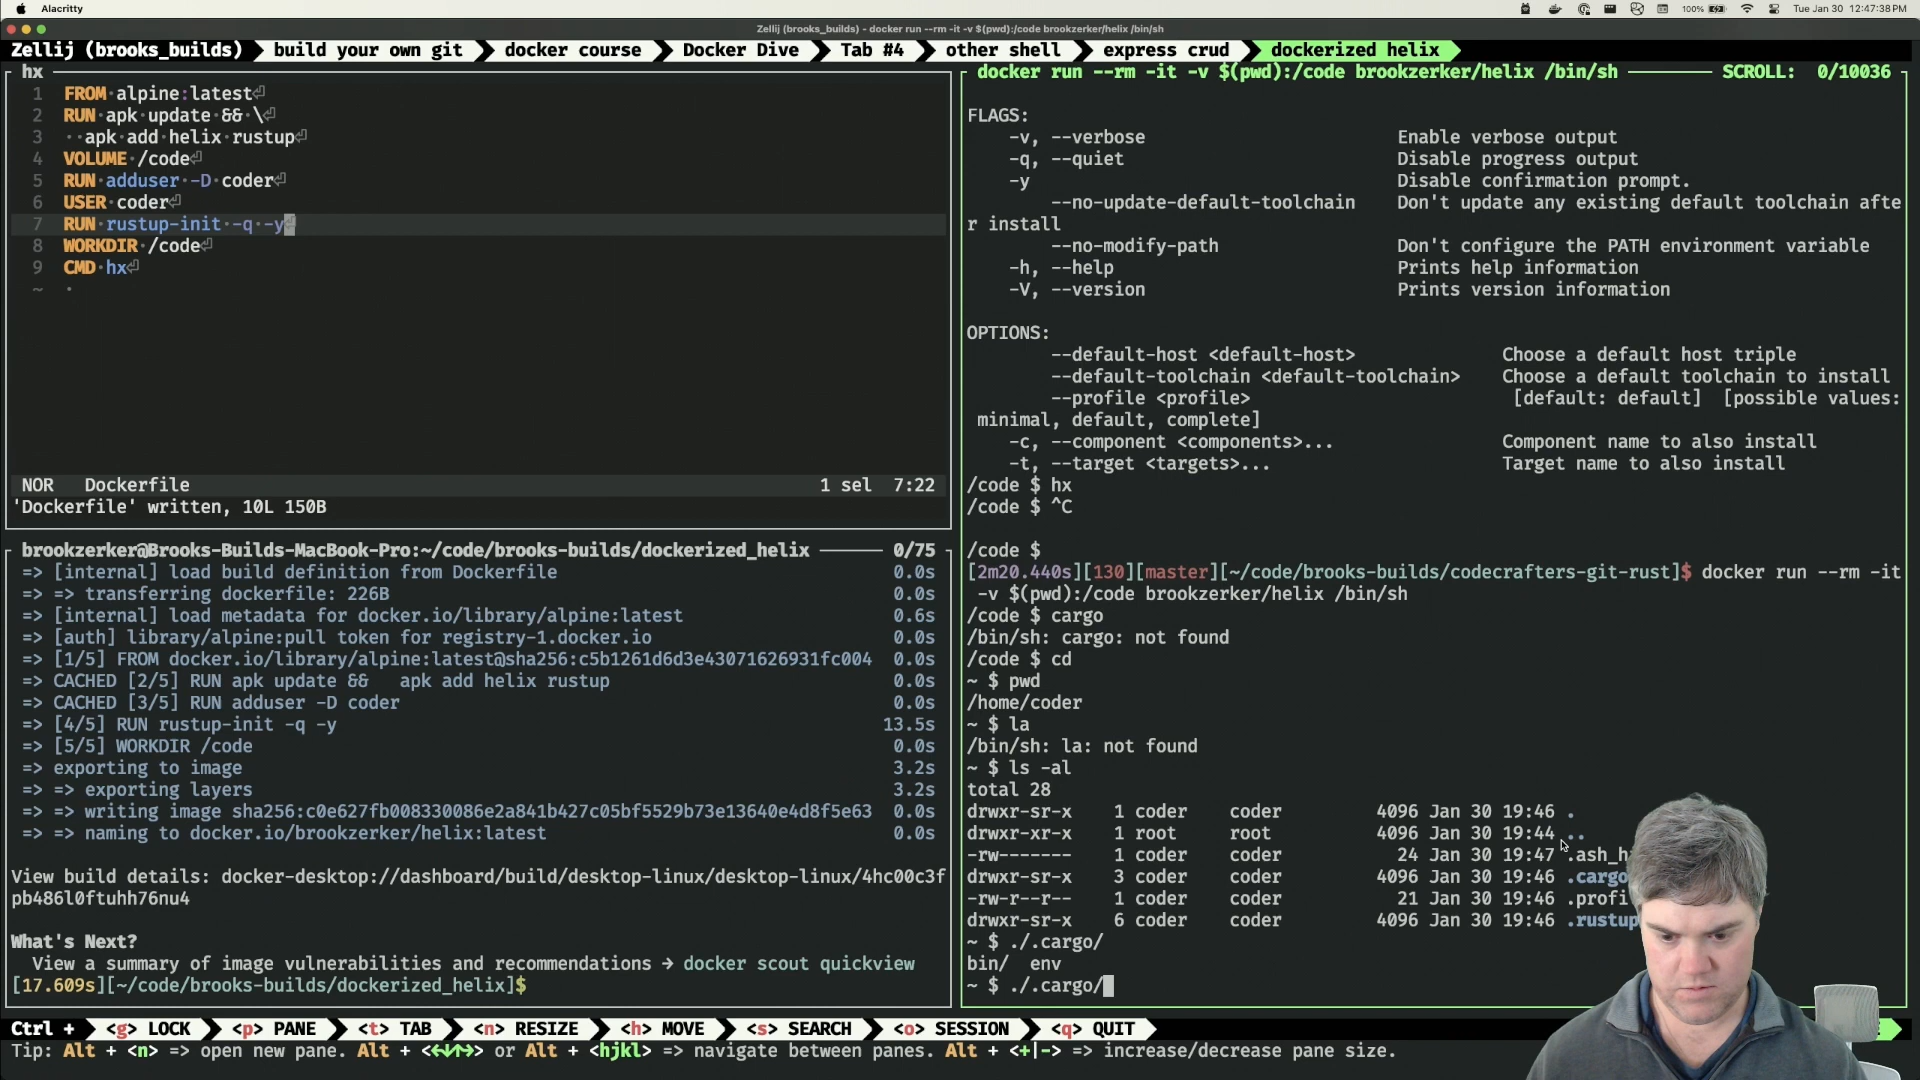 Alacritty
100%
Tue Jan 30 12:47:38 PM
Zellij (brooks_builds) - docker run --rm -it -v $(pwd):/code brookzerker/helix /bin/sh
Zellij (brooks_builds) build your own git docker course Docker Dive Tab #4 other shell express crud dockerized helix
hx
1 FROM·alpine:latest⏎
2 RUN·apk·update·&&·\⏎
3 ··apk·add·helix·rustup⏎
4 VOLUME·/code⏎
5 RUN·adduser·-D·coder⏎
6 USER·coder⏎
7 RUN·rustup-init·-q·-y⏎
8 WORKDIR·/code⏎
9 CMD·hx⏎
~ ·
NOR Dockerfile 1 sel 7:22
'Dockerfile' written, 10L 150B
brookzerker@Brooks-Builds-MacBook-Pro:~/code/brooks-builds/dockerized_helix 0/75
=> [internal] load build definition from Dockerfile 0.0s
=> => transferring dockerfile: 226B 0.0s
=> [internal] load metadata for docker.io/library/alpine:latest 0.6s
=> [auth] library/alpine:pull token for registry-1.docker.io 0.0s
=> [1/5] FROM docker.io/library/alpine:latest@sha256:c5b1261d6d3e43071626931fc004 0.0s
=> CACHED [2/5] RUN apk update &&   apk add helix rustup 0.0s
=> CACHED [3/5] RUN adduser -D coder 0.0s
=> [4/5] RUN rustup-init -q -y 13.5s
=> [5/5] WORKDIR /code 0.0s
=> exporting to image 3.2s
=> => exporting layers 3.2s
=> => writing image sha256:c0e627fb008330086e2a841b427c05bf5529b73e13640e4d8f5e63 0.0s
=> => naming to docker.io/brookzerker/helix:latest 0.0s
View build details: docker-desktop://dashboard/build/desktop-linux/desktop-linux/4hc00c3f
pb486l0ftuhh76nu4
What's Next?
View a summary of image vulnerabilities and recommendations → docker scout quickview
[17.609s][~/code/brooks-builds/dockerized_helix]$
docker run --rm -it -v $(pwd):/code brookzerker/helix /bin/sh SCROLL: 0/10036
FLAGS:
-v, --verbose Enable verbose output
-q, --quiet Disable progress output
-y Disable confirmation prompt.
--no-update-default-toolchain Don't update any existing default toolchain afte
r install
--no-modify-path Don't configure the PATH environment variable
-h, --help Prints help information
-V, --version Prints version information
OPTIONS:
--default-host <default-host> Choose a default host triple
--default-toolchain <default-toolchain> Choose a default toolchain to install
--profile <profile> [default: default] [possible values:
minimal, default, complete]
-c, --component <components>... Component name to also install
-t, --target <targets>... Target name to also install
/code $ hx
/code $ ^C
/code $
[2m20.440s][130][master][~/code/brooks-builds/codecrafters-git-rust]$ docker run --rm -it
-v $(pwd):/code brookzerker/helix /bin/sh
/code $ cargo
/bin/sh: cargo: not found
/code $ cd
~ $ pwd
/home/coder
~ $ la
/bin/sh: la: not found
~ $ ls -al
total 28
drwxr-sr-x 1 coder coder 4096 Jan 30 19:46 .
drwxr-xr-x 1 root root 4096 Jan 30 19:44 ..
-rw------- 1 coder coder 24 Jan 30 19:47 .ash_h
drwxr-sr-x 3 coder coder 4096 Jan 30 19:46 .cargo
-rw-r--r-- 1 coder coder 21 Jan 30 19:46 .profi
drwxr-sr-x 6 coder coder 4096 Jan 30 19:46 .rustup
~ $ ./.cargo/
bin/ env
~ $ ./.cargo/
Ctrl + <g> LOCK <p> PANE <t> TAB <n> RESIZE <h> MOVE <s> SEARCH <o> SESSION <q> QUIT
Tip: Alt + <n> => open new pane. Alt + <←↓↑→> or Alt + <hjkl> => navigate between panes. Alt + <+|-> => increase/decrease pane size.